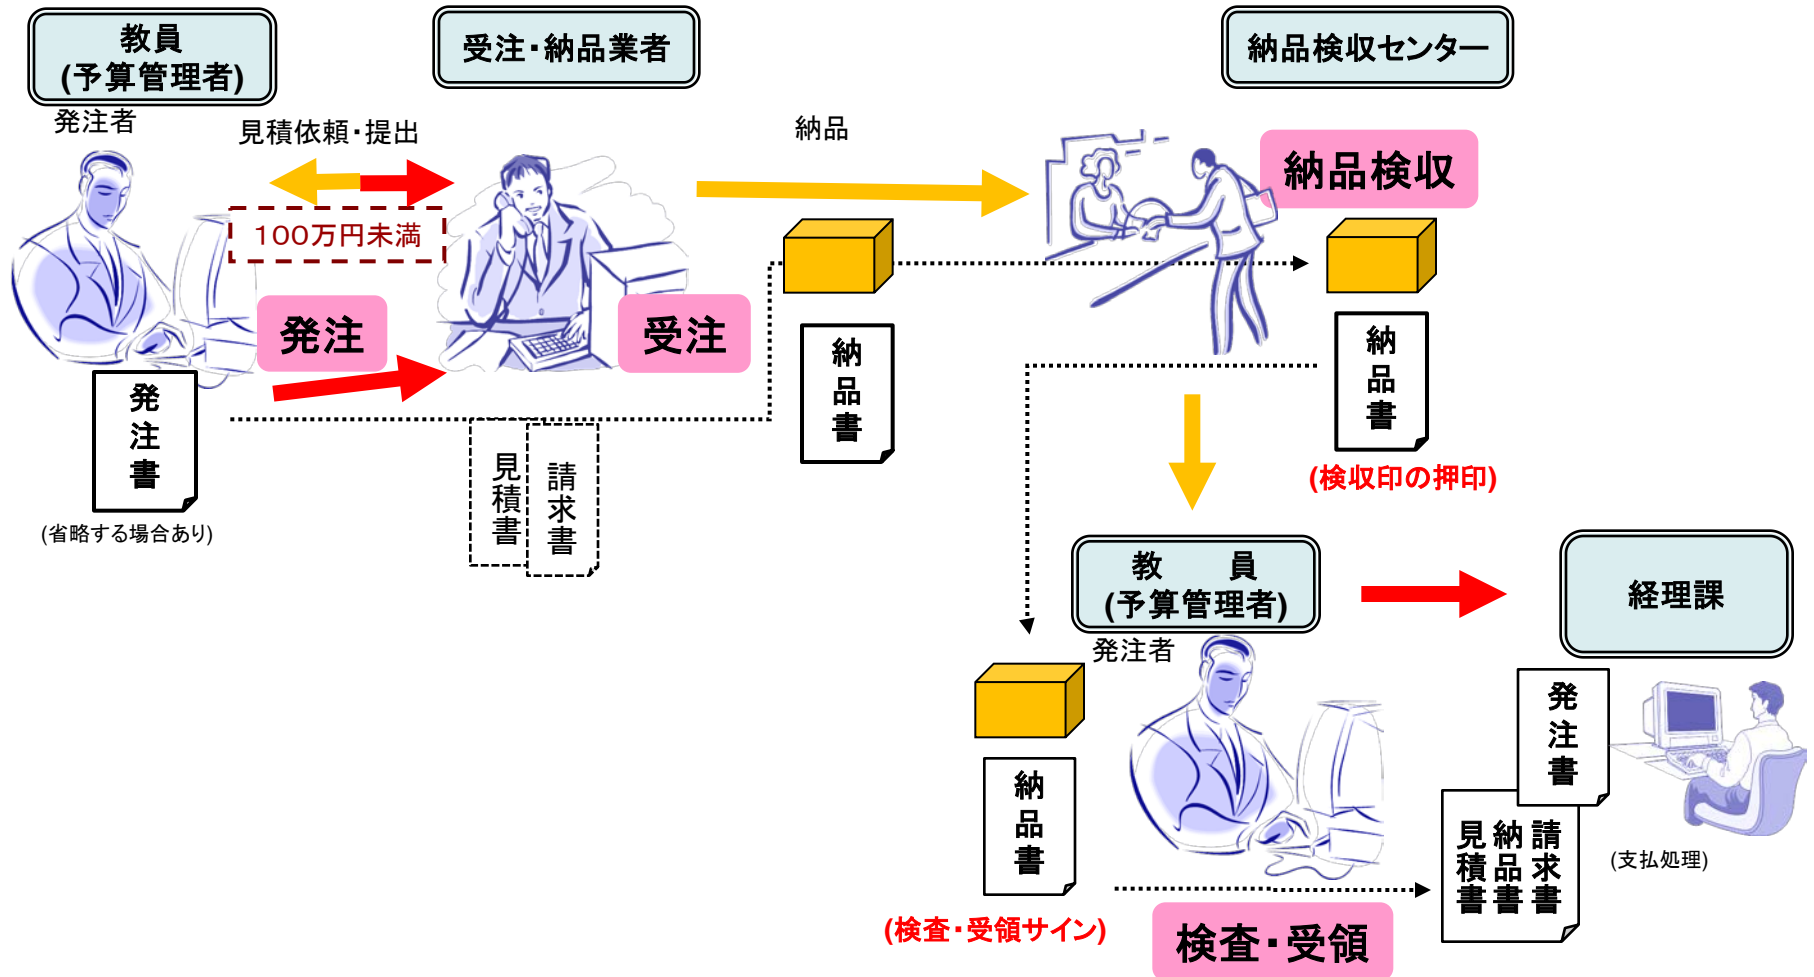 教員
(予算管理者)
発注者
受注・納品業者
納品検収センター
見積依頼・提出
100万円未満
発注
受注
納品
納品検収
発注書
(省略する場合あり)
見積書
請求書
納品書
納品書
(検収印の押印)
教　員
(予算管理者)
発注者
経理課
納品書
(検査・受領サイン)
検査・受領
発注書
請求書
納品書
見積書
(支払処理)